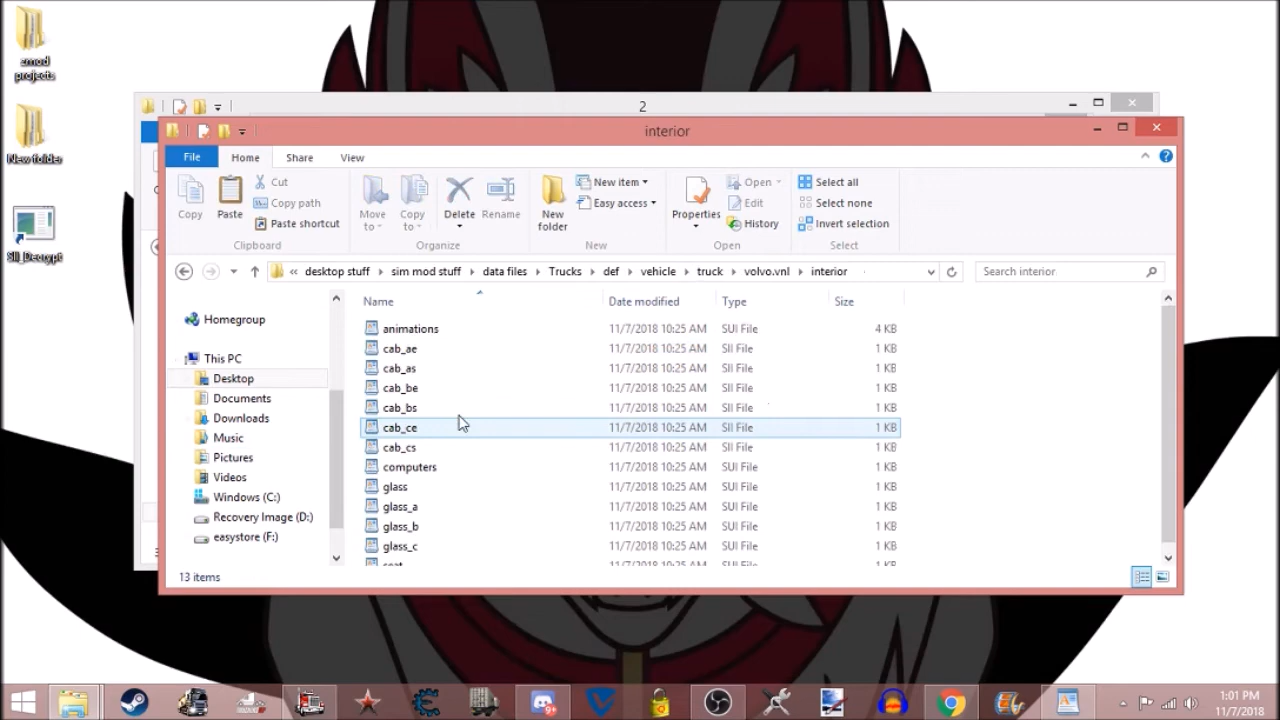 zmod
projects
New folder
SII_Decrypt
2
interior
File Home Share View
Copy
Paste
Cut
Copy path
Paste shortcut
Clipboard
Move to
Copy to
Delete
Rename
Organize
New folder
New item
Easy access
New
Properties
Open
Edit
History
Open
Select all
Select none
Invert selection
Select
« desktop stuff sim mod stuff data files Trucks def vehicle truck volvo.vnl interior
Search interior
Homegroup
This PC
Desktop
Documents
Downloads
Music
Pictures
Videos
Windows (C:)
Recovery Image (D:)
easystore (F:)
Name Date modified Type Size
animations 11/7/2018 10:25 AM SUI File 4 KB
cab_ae 11/7/2018 10:25 AM SII File 1 KB
cab_as 11/7/2018 10:25 AM SII File 1 KB
cab_be 11/7/2018 10:25 AM SII File 1 KB
cab_bs 11/7/2018 10:25 AM SII File 1 KB
cab_ce 11/7/2018 10:25 AM SII File 1 KB
cab_cs 11/7/2018 10:25 AM SII File 1 KB
computers 11/7/2018 10:25 AM SUI File 1 KB
glass 11/7/2018 10:25 AM SII File 1 KB
glass_a 11/7/2018 10:25 AM SII File 1 KB
glass_b 11/7/2018 10:25 AM SII File 1 KB
glass_c 11/7/2018 10:25 AM SII File 1 KB
13 items
9+
1:01 PM
11/7/2018